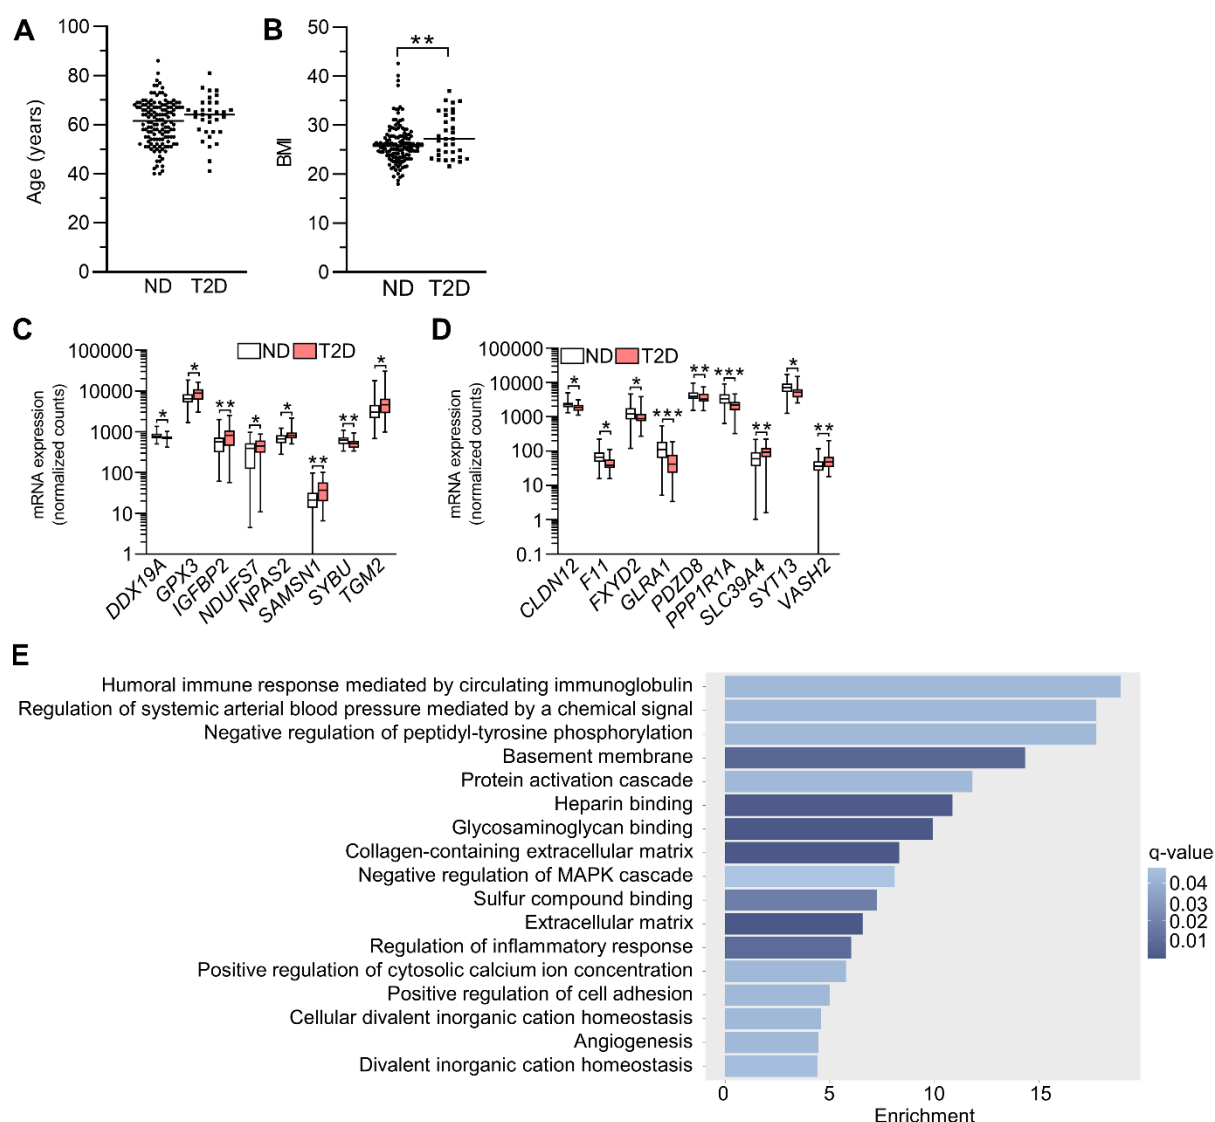 A
Age (years)
100
80
60
40
20
0
ND T2D
B
BMI
50
40
30
20
10
0
**
ND T2D
C
mRNA expression
(normalized counts)
100000
10000
1000
100
10
1
ND T2D
* * ** * * ** ** *
DDX19A GPX3 IGFBP2 NDUFS7 NPAS2 SAMSN1 SYBU TGM2
D
mRNA expression
(normalized counts)
100000
10000
1000
100
10
1
0.1
ND T2D
* * * *** ** *** ** * **
CLDN12 F11 FXYD2 GLRA1 PDZD8 PPP1R1A SLC39A4 SYT13 VASH2
E
Humoral immune response mediated by circulating immunoglobulin
Regulation of systemic arterial blood pressure mediated by a chemical signal
Negative regulation of peptidyl-tyrosine phosphorylation
Basement membrane
Protein activation cascade
Heparin binding
Glycosaminoglycan binding
Collagen-containing extracellular matrix
Negative regulation of MAPK cascade
Sulfur compound binding
Extracellular matrix
Regulation of inflammatory response
Positive regulation of cytosolic calcium ion concentration
Positive regulation of cell adhesion
Cellular divalent inorganic cation homeostasis
Angiogenesis
Divalent inorganic cation homeostasis
0 5 10 15
Enrichment
q-value
0.04
0.03
0.02
0.01